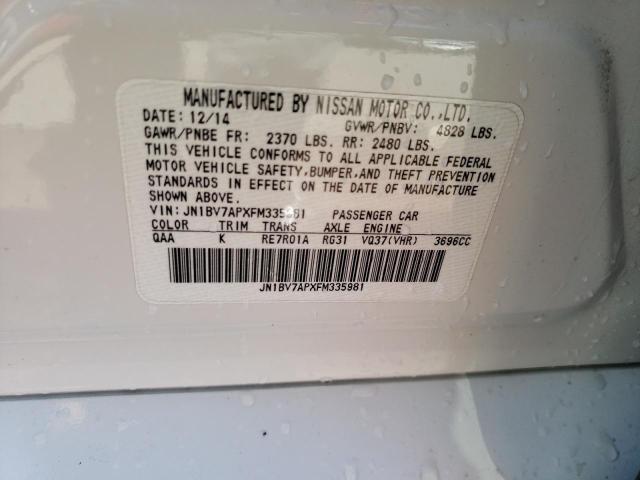 MANUFACTURED BY NISSAN MOTOR CO.,LTD.
DATE: 12/14 GVWR/PNBV: 4828 LBS.
GAWR/PNBE FR: 2370 LBS. RR: 2480 LBS.
THIS VEHICLE CONFORMS TO ALL APPLICABLE FEDERAL
MOTOR VEHICLE SAFETY, BUMPER, AND THEFT PREVENTION
STANDARDS IN EFFECT ON THE DATE OF MANUFACTURE
SHOWN ABOVE.
VIN: JN1BV7APXFM335981 PASSENGER CAR
COLOR TRIM TRANS AXLE ENGINE
QAA K RE7R01A RG31 VQ37(VHR) 3696CC
JN1BV7APXFM335981